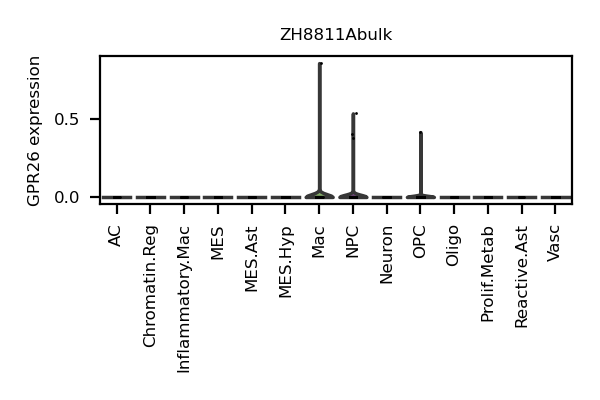 ZH8811Abulk
GPR26 expression
0.5
0.0
AC
Chromatin.Reg
Inflammatory.Mac
MES
MES.Ast
MES.Hyp
Mac
NPC
Neuron
OPC
Oligo
Prolif.Metab
Reactive.Ast
Vasc